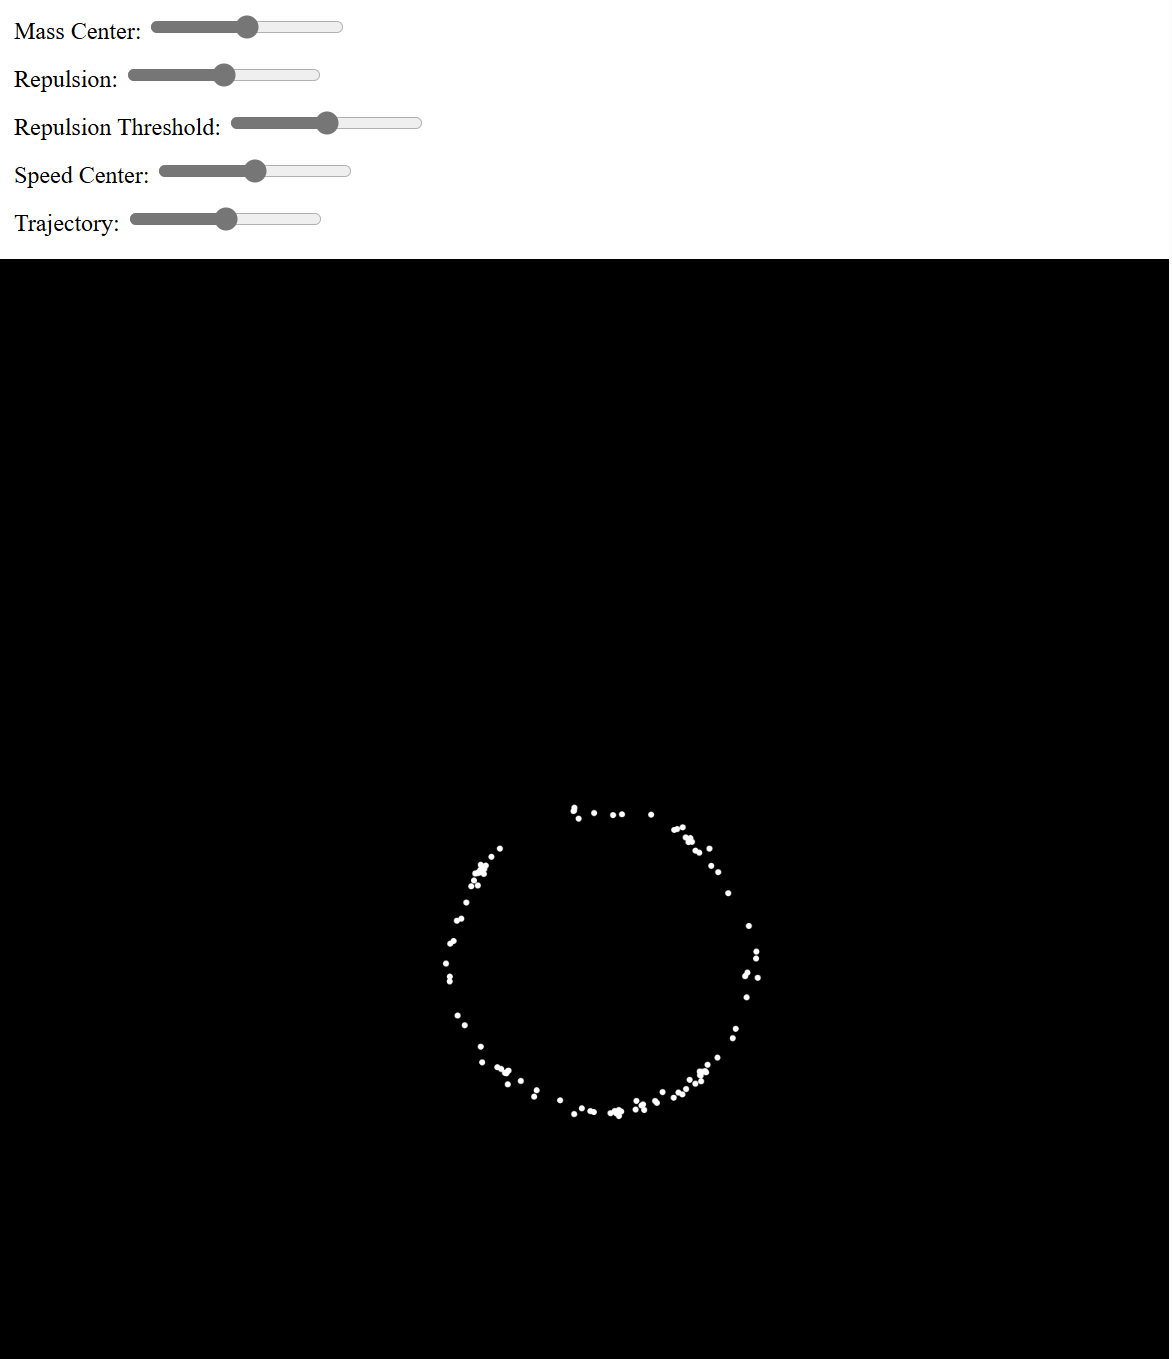 Mass Center:
Repulsion:
Repulsion Threshold:
Speed Center:
Trajectory: